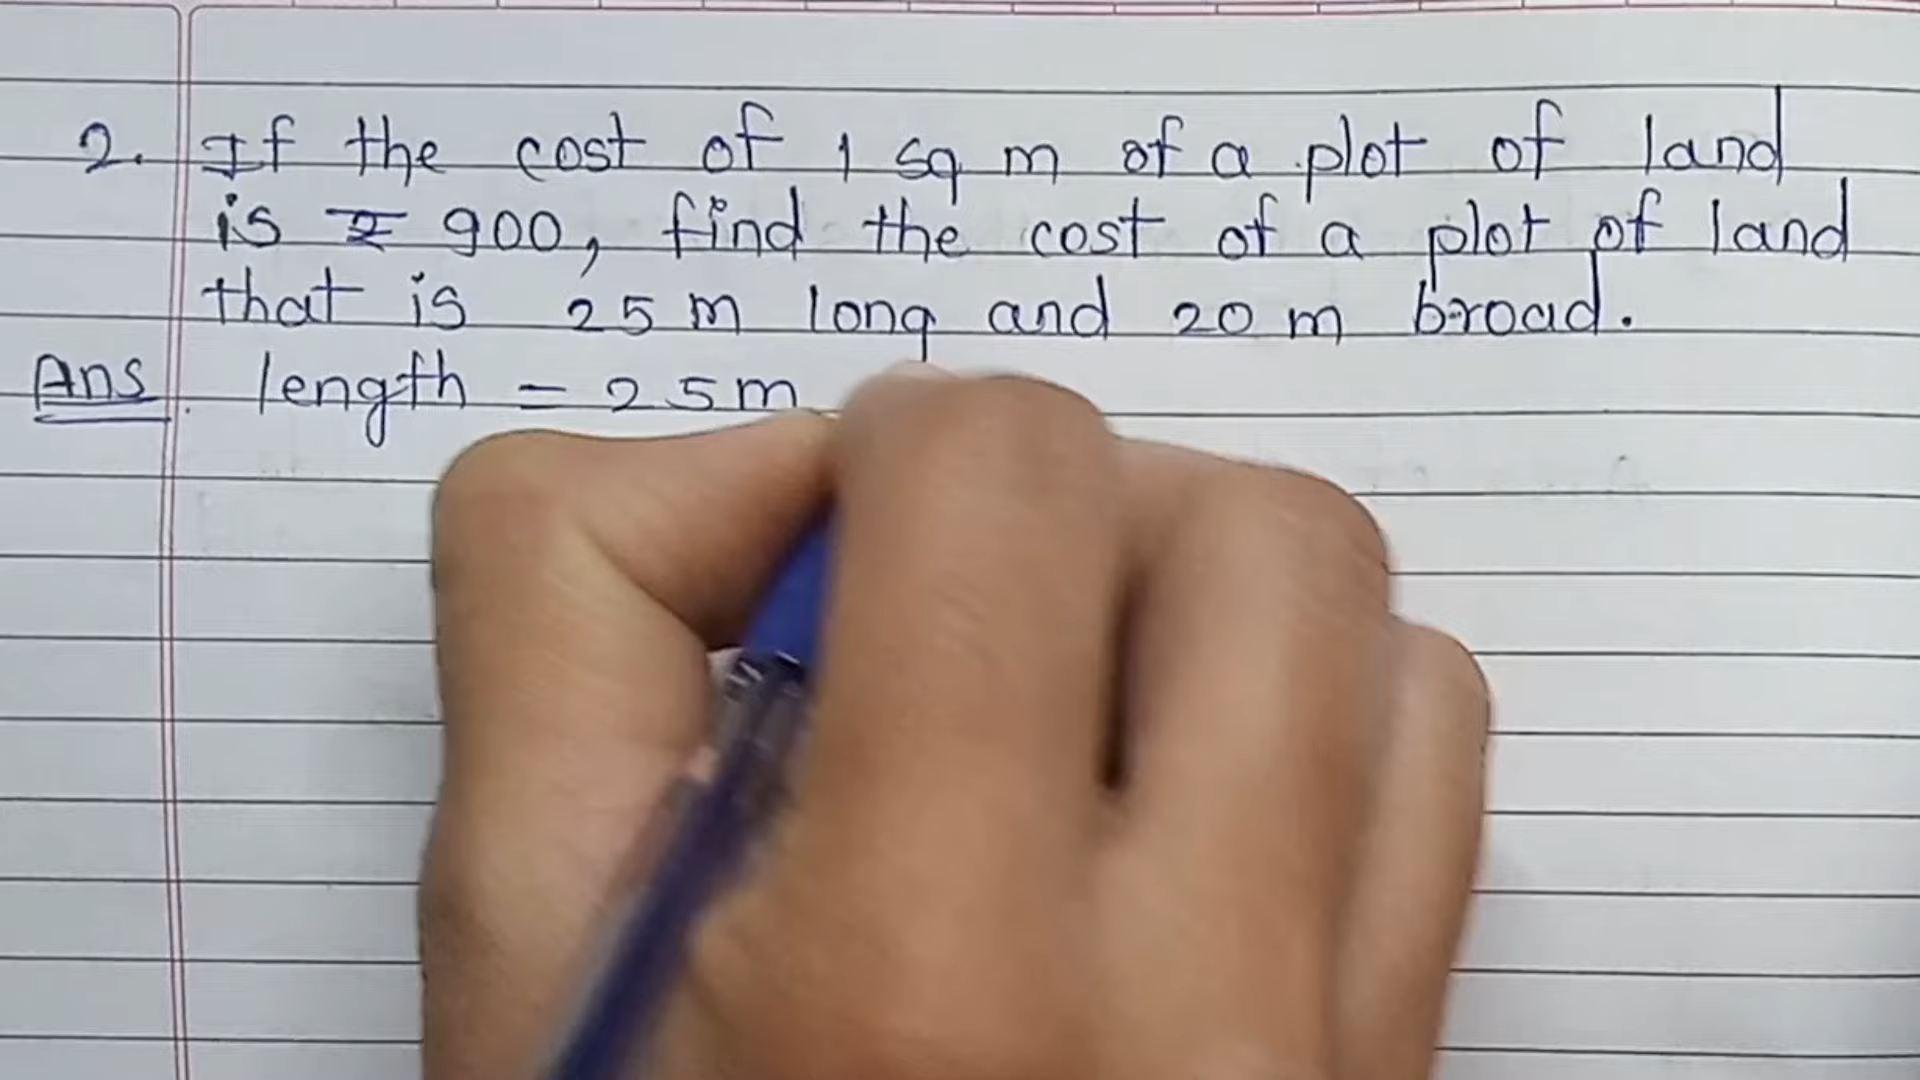 2. If the cost of 1 sq m of a plot of land
is ₹ 900, find the cost of a plot of land
that is 25 m long and 20 m broad.
Ans. length = 25m